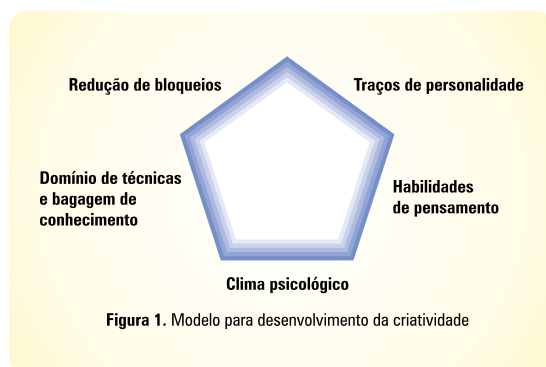 Redução de bloqueios
Traços de personalidade
Domínio de técnicas
e bagagem de
conhecimento
Habilidades
de pensamento
Clima psicológico
Figura 1. Modelo para desenvolvimento da criatividade